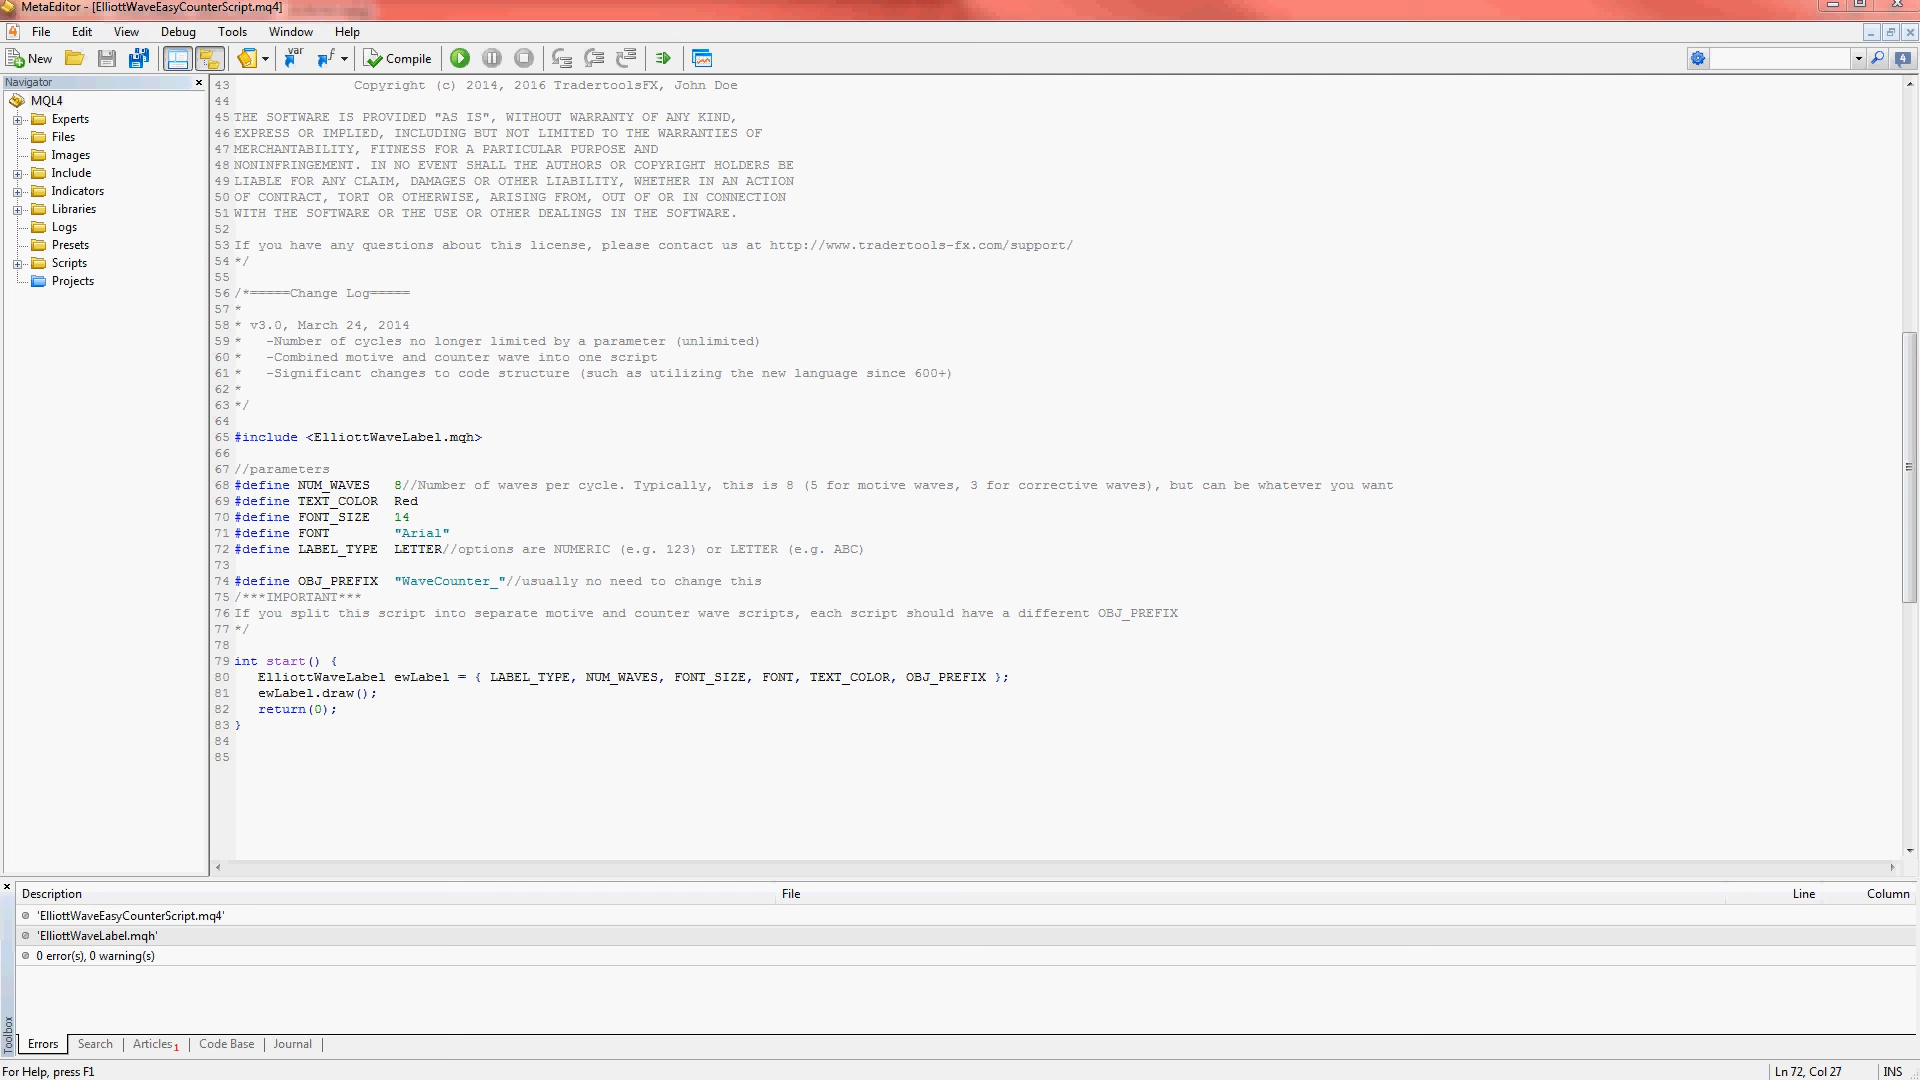 MetaEditor - [ElliottWaveEasyCounterScript.mq4]
4 File Edit View Debug Tools Window Help
New var f Compile 4
Navigator
MQL4
Experts
Files
Images
Include
Indicators
Libraries
Logs
Presets
Scripts
Projects
43 Copyright (c) 2014, 2016 TradertoolsFX, John Doe
44
45 THE SOFTWARE IS PROVIDED "AS IS", WITHOUT WARRANTY OF ANY KIND,
46 EXPRESS OR IMPLIED, INCLUDING BUT NOT LIMITED TO THE WARRANTIES OF
47 MERCHANTABILITY, FITNESS FOR A PARTICULAR PURPOSE AND
48 NONINFRINGEMENT. IN NO EVENT SHALL THE AUTHORS OR COPYRIGHT HOLDERS BE
49 LIABLE FOR ANY CLAIM, DAMAGES OR OTHER LIABILITY, WHETHER IN AN ACTION
50 OF CONTRACT, TORT OR OTHERWISE, ARISING FROM, OUT OF OR IN CONNECTION
51 WITH THE SOFTWARE OR THE USE OR OTHER DEALINGS IN THE SOFTWARE.
52
53 If you have any questions about this license, please contact us at http://www.tradertools-fx.com/support/
54 */
55
56 /*=====Change Log=====
57 *
58 * v3.0, March 24, 2014
59 *   -Number of cycles no longer limited by a parameter (unlimited)
60 *   -Combined motive and counter wave into one script
61 *   -Significant changes to code structure (such as utilizing the new language since 600+)
62 *
63 */
64
65 #include <ElliottWaveLabel.mqh>
66
67 //parameters
68 #define NUM_WAVES   8//Number of waves per cycle. Typically, this is 8 (5 for motive waves, 3 for corrective waves), but can be whatever you want
69 #define TEXT_COLOR  Red
70 #define FONT_SIZE   14
71 #define FONT        "Arial"
72 #define LABEL_TYPE  LETTER//options are NUMERIC (e.g. 123) or LETTER (e.g. ABC)
73
74 #define OBJ_PREFIX  "WaveCounter_"//usually no need to change this
75 /***IMPORTANT***
76 If you split this script into separate motive and counter wave scripts, each script should have a different OBJ_PREFIX
77 */
78
79 int start() {
80    ElliottWaveLabel ewLabel = { LABEL_TYPE, NUM_WAVES, FONT_SIZE, FONT, TEXT_COLOR, OBJ_PREFIX };
81    ewLabel.draw();
82    return(0);
83 }
84
85
Description File Line Column
'ElliottWaveEasyCounterScript.mq4'
'ElliottWaveLabel.mqh'
0 error(s), 0 warning(s)
Toolbox
Errors Search Articles 1 Code Base Journal
For Help, press F1 Ln 72, Col 27 INS